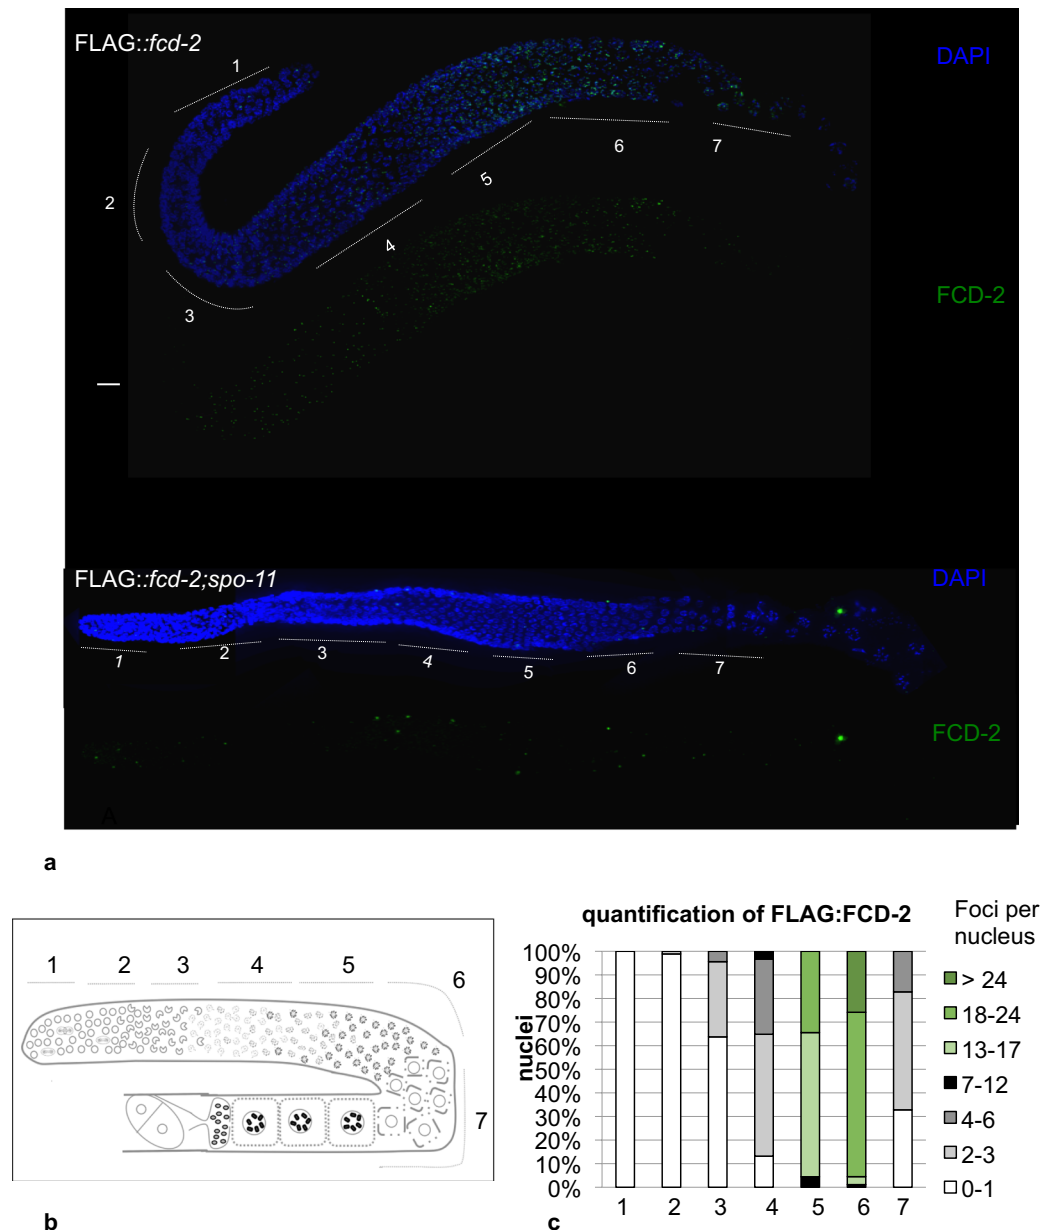 FLAG::fcd-2
DAPI
1
2
3
4
5
6
7
FCD-2
FLAG::fcd-2;spo-11
DAPI
1
2
3
4
5
6
7
FCD-2
A
a
1 2 3 4 5 6
7
b
quantification of FLAG:FCD-2
Foci per
nucleus
nuclei
100%
90%
80%
70%
60%
50%
40%
30%
20%
10%
0%
1 2 3 4 5 6 7
> 24
18-24
13-17
7-12
4-6
2-3
0-1
c